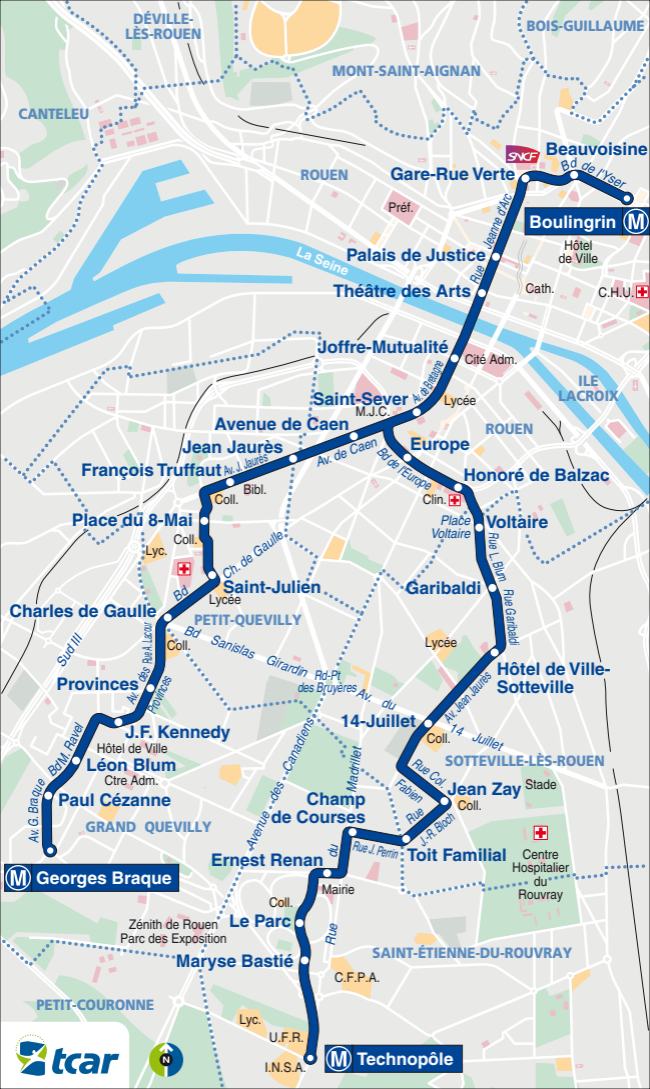 DÉVILLE-
LÈS-ROUEN
BOIS-GUILLAUME
MONT-SAINT-AIGNAN
CANTELEU
SNCF
Beauvoisine
ROUEN
Gare-Rue Verte
Bd de l'Yser
Préf.
Rue Jeanne d'Arc
Boulingrin M
Hôtel
de Ville
La Seine
Palais de Justice
Théâtre des Arts
Cath.
C.H.U.
Joffre-Mutualité
Cité Adm.
Av. de Bretagne
ILE
LACROIX
Saint-Sever
Lycée
M.J.C.
Avenue de Caen
ROUEN
Jean Jaurès
Av. de Caen
Europe
Bd de l'Europe
François Truffaut
Av. J. Jaurès
Honoré de Balzac
Coll.
Bibl.
Clin.
Place du 8-Mai
Place
Voltaire
Voltaire
Coll.
Lyc.
Ch. de Gaulle
Bd
Rue L. Blum
Saint-Julien
Garibaldi
Lycée
Rue Garibaldi
Charles de Gaulle
PETIT-QUEVILLY
Bd Sanislas Girardin
Coll.
Lycée
Sud III
Rue A. Lacour
Rd-Pt
des Bruyères
Hôtel de Ville-
Sotteville
Provinces
Av. des Provinces
Av. du 14 Juillet
Av. Jean Jaurès
14-Juillet
J.F. Kennedy
Coll.
Hôtel de Ville
Bd M. Ravel
Léon Blum
Ctre Adm.
SOTTEVILLE-LÈS-ROUEN
Avenue des Canadiens
Rue Col. Fabien
Stade
Paul Cézanne
Av. G. Braque
Jean Zay
Coll.
Champ
de Courses
Rue J.-R. Bloch
GRAND QUEVILLY
Rue J. Perrin
Toit Familial
Centre
Hospitalier
du
Rouvray
Ernest Renan
M Georges Braque
Mairie
Coll.
Le Parc
Zénith de Rouen
Parc des Exposition
Rue du Madrillet
SAINT-ÉTIENNE-DU-ROUVRAY
Maryse Bastié
C.F.P.A.
PETIT-COURONNE
Lyc.
U.F.R.
I.N.S.A.
M Technopôle
tcar
N